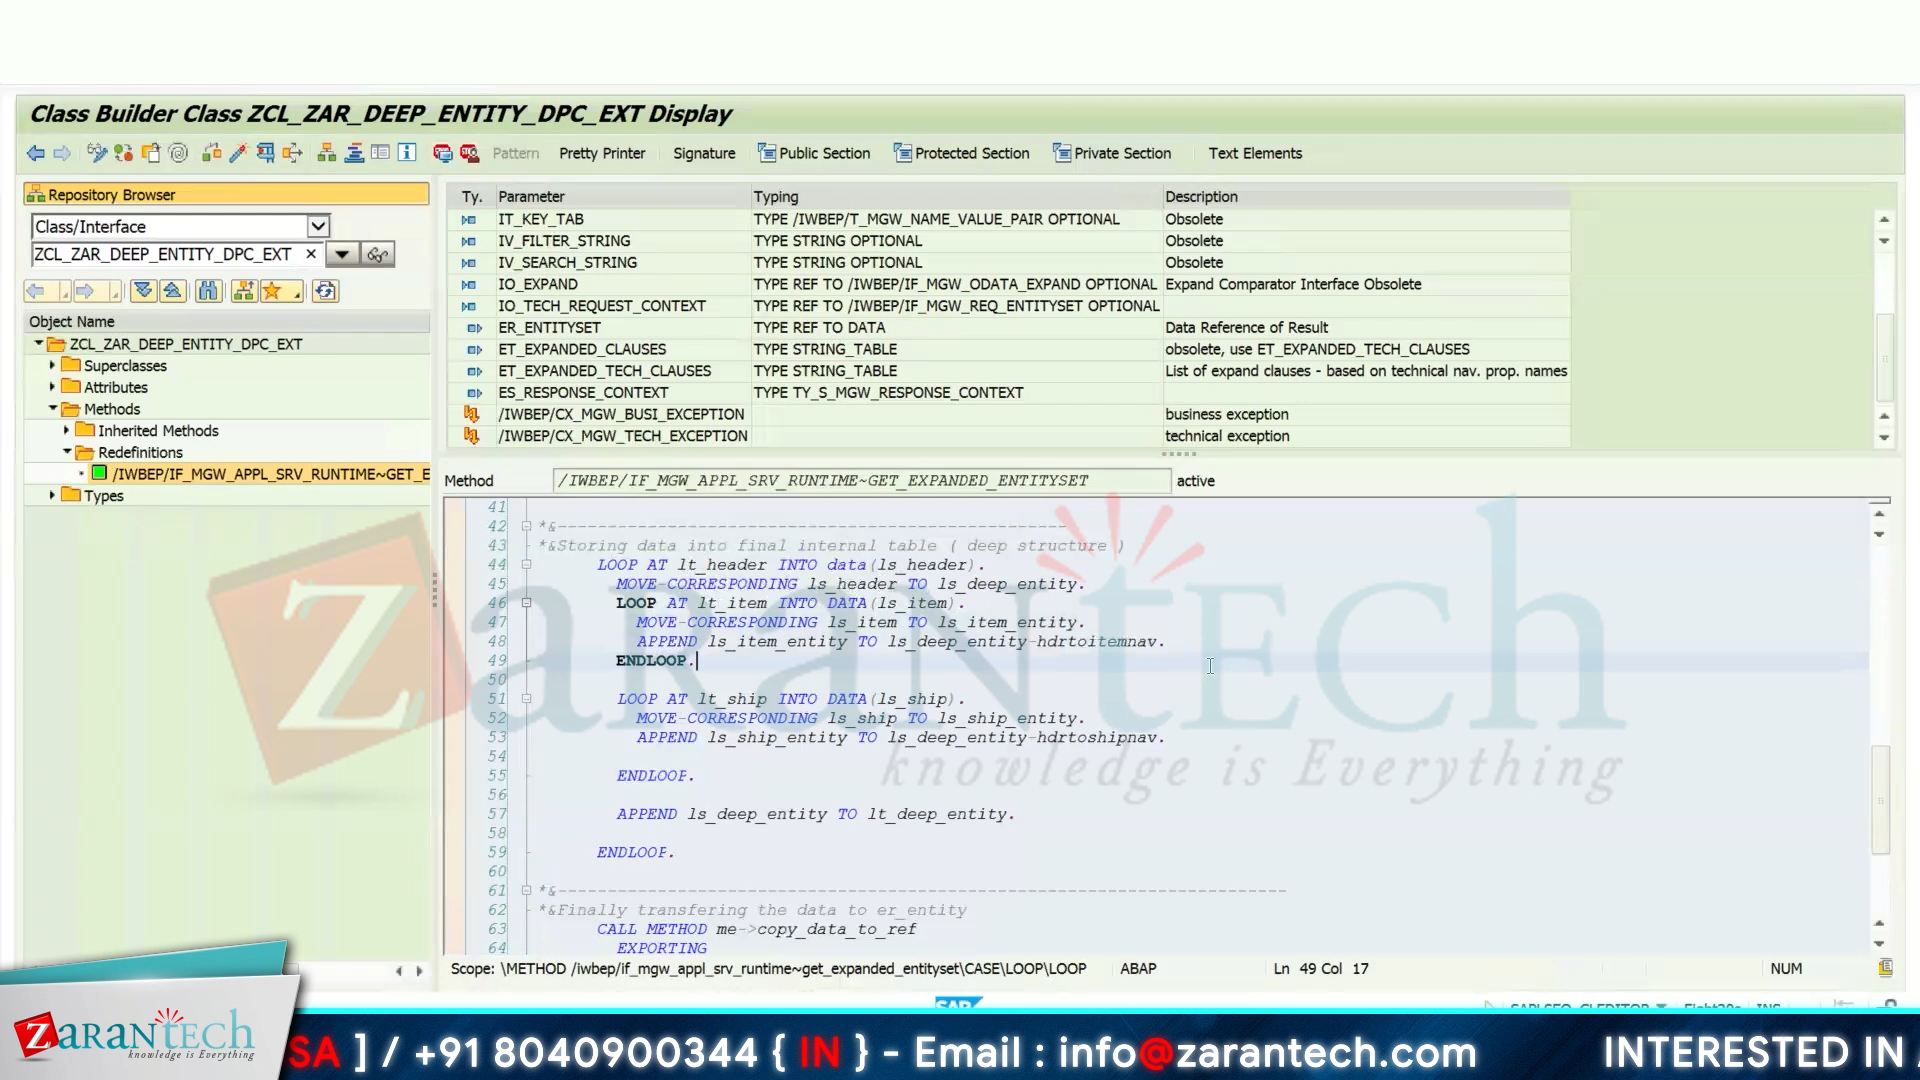 Class Builder Class ZCL_ZAR_DEEP_ENTITY_DPC_EXT Display
Pattern Pretty Printer Signature Public Section Protected Section Private Section Text Elements
Repository Browser
Class/Interface
ZCL_ZAR_DEEP_ENTITY_DPC_EXT
Object Name
ZCL_ZAR_DEEP_ENTITY_DPC_EXT
Superclasses
Attributes
Methods
Inherited Methods
Redefinitions
/IWBEP/IF_MGW_APPL_SRV_RUNTIME~GET_E
Types
Ty. Parameter Typing Description
IT_KEY_TAB TYPE /IWBEP/T_MGW_NAME_VALUE_PAIR OPTIONAL Obsolete
IV_FILTER_STRING TYPE STRING OPTIONAL Obsolete
IV_SEARCH_STRING TYPE STRING OPTIONAL Obsolete
IO_EXPAND TYPE REF TO /IWBEP/IF_MGW_ODATA_EXPAND OPTIONAL Expand Comparator Interface Obsolete
IO_TECH_REQUEST_CONTEXT TYPE REF TO /IWBEP/IF_MGW_REQ_ENTITYSET OPTIONAL
ER_ENTITYSET TYPE REF TO DATA Data Reference of Result
ET_EXPANDED_CLAUSES TYPE STRING_TABLE obsolete, use ET_EXPANDED_TECH_CLAUSES
ET_EXPANDED_TECH_CLAUSES TYPE STRING_TABLE List of expand clauses - based on technical nav. prop. names
ES_RESPONSE_CONTEXT TYPE TY_S_MGW_RESPONSE_CONTEXT
/IWBEP/CX_MGW_BUSI_EXCEPTION business exception
/IWBEP/CX_MGW_TECH_EXCEPTION technical exception
Method /IWBEP/IF_MGW_APPL_SRV_RUNTIME~GET_EXPANDED_ENTITYSET active
41
42 *&---------------------------------------------------
43 *&Storing data into final internal table ( deep structure )
44 LOOP AT lt_header INTO data(ls_header).
45 MOVE-CORRESPONDING ls_header TO ls_deep_entity.
46 LOOP AT lt_item INTO DATA(ls_item).
47 MOVE-CORRESPONDING ls_item TO ls_item_entity.
48 APPEND ls_item_entity TO ls_deep_entity-hdrtoitemnav.
49 ENDLOOP.
50
51 LOOP AT lt_ship INTO DATA(ls_ship).
52 MOVE-CORRESPONDING ls_ship TO ls_ship_entity.
53 APPEND ls_ship_entity TO ls_deep_entity-hdrtoshipnav.
54
55 ENDLOOP.
56
57 APPEND ls_deep_entity TO lt_deep_entity.
58
59 ENDLOOP.
60
61 *&-------------------------------------------------------------------------
62 *&Finally transfering the data to er_entity
63 CALL METHOD me->copy_data_to_ref
64 EXPORTING
Scope: \METHOD /iwbep/if_mgw_appl_srv_runtime~get_expanded_entityset\CASE\LOOP\LOOP ABAP Ln 49 Col 17 NUM
ZaranTech
knowledge is Everything
SAP
ZaranTech
knowledge is Everything
SA ] / +91 8040900344 { IN } - Email : info@zarantech.com INTERESTED IN